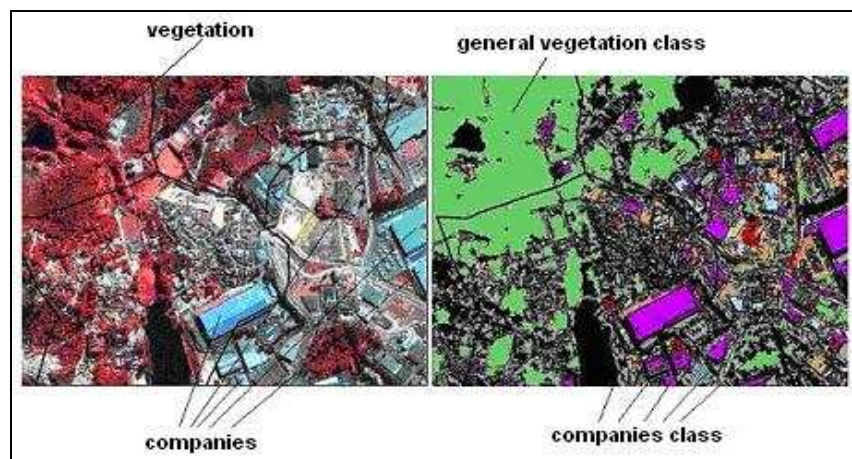 vegetation
general vegetation class
companies
companies class